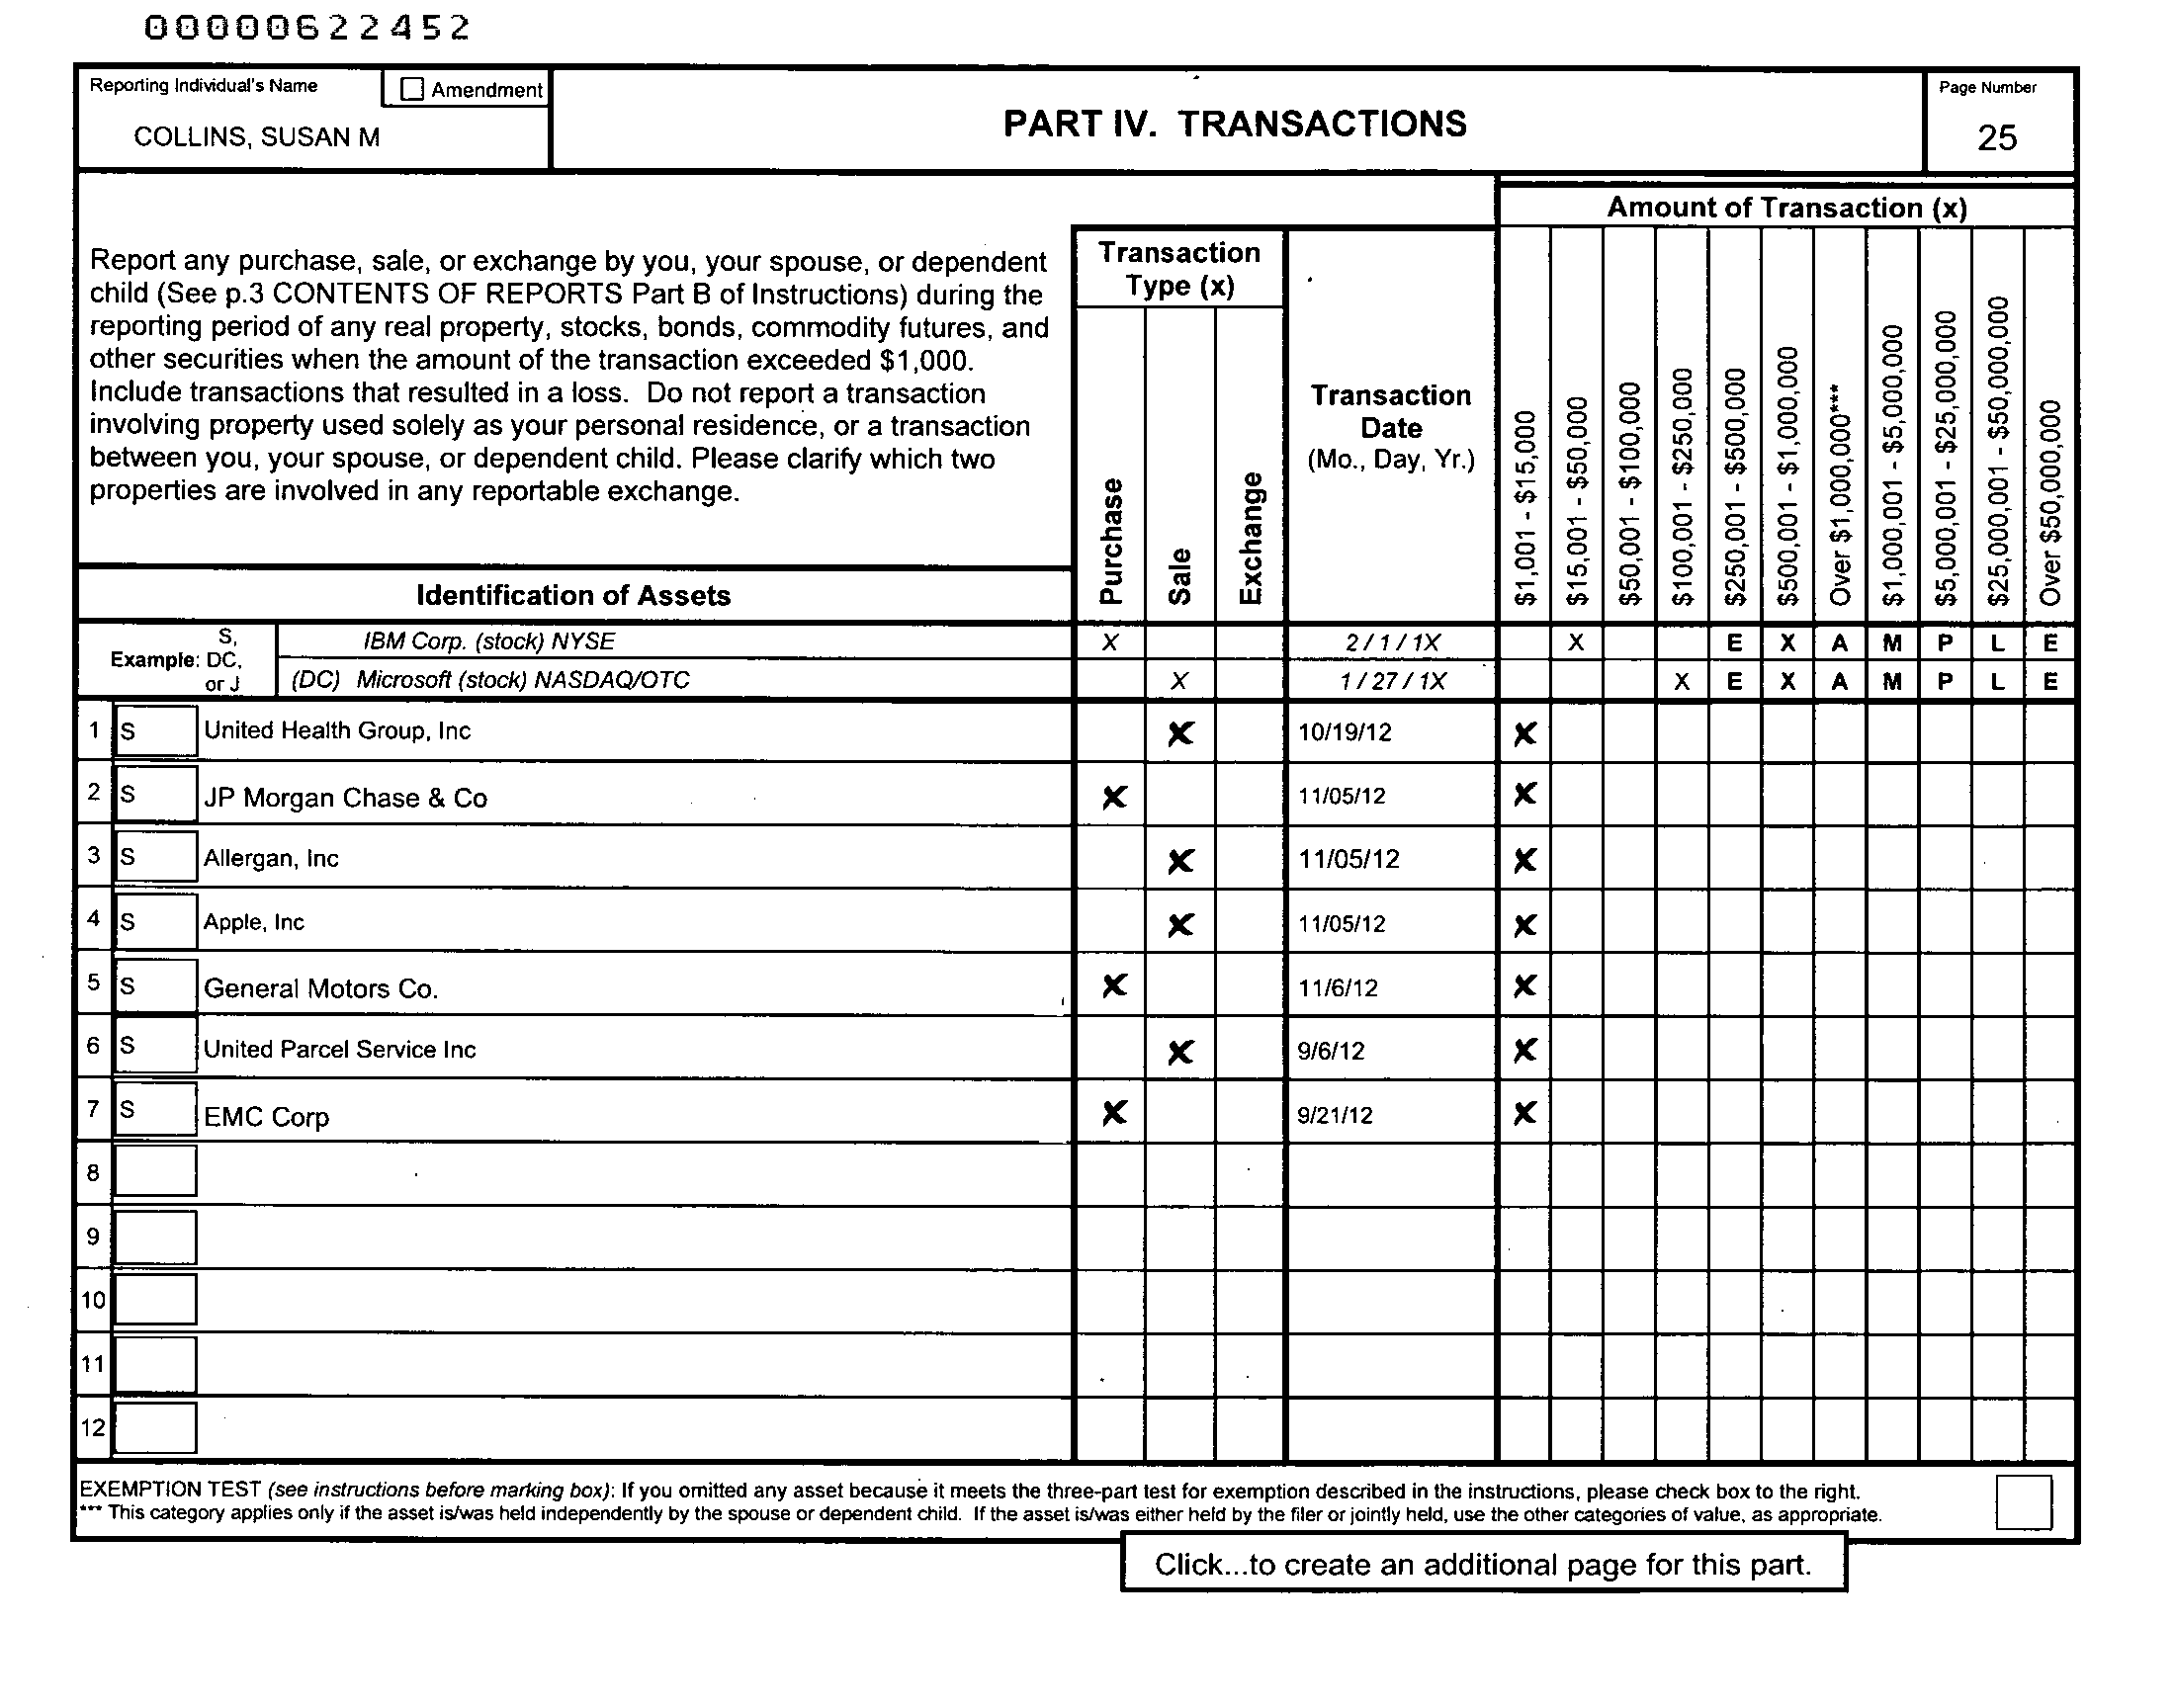 00000622452
Reporting Individual's Name
Amendment
COLLINS, SUSAN M
PART IV. TRANSACTIONS
Page Number
25
Report any purchase, sale, or exchange by you, your spouse, or dependent
child (See p.3 CONTENTS OF REPORTS Part B of Instructions) during the
reporting period of any real property, stocks, bonds, commodity futures, and
other securities when the amount of the transaction exceeded $1,000.
Include transactions that resulted in a loss. Do not report a transaction
involving property used solely as your personal residence, or a transaction
between you, your spouse, or dependent child. Please clarify which two
properties are involved in any reportable exchange.
Identification of Assets
Transaction
Type (x)
Purchase
Sale
Exchange
Transaction
Date
(Mo., Day, Yr.)
Amount of Transaction (x)
$1,001 - $15,000
$15,001 - $50,000
$50,001 - $100,000
$100,001 - $250,000
$250,001 - $500,000
$500,001 - $1,000,000
Over $1,000,000***
$1,000,001 - $5,000,000
$5,000,001 - $25,000,000
$25,000,001 - $50,000,000
Over $50,000,000
Example: S, DC, or J
IBM Corp. (stock) NYSE X 2 / 1 / 1X X E X A M P L E
(DC) Microsoft (stock) NASDAQ/OTC X 1 / 27 / 1X X E X A M P L E
1 S United Health Group, Inc X 10/19/12 X
2 S JP Morgan Chase & Co X 11/05/12 X
3 S Allergan, Inc X 11/05/12 X
4 S Apple, Inc X 11/05/12 X
5 S General Motors Co. X 11/6/12 X
6 S United Parcel Service Inc X 9/6/12 X
7 S EMC Corp X 9/21/12 X
8
9
10
11
12
EXEMPTION TEST (see instructions before marking box): If you omitted any asset because it meets the three-part test for exemption described in the instructions, please check box to the right.
*** This category applies only if the asset is/was held independently by the spouse or dependent child. If the asset is/was either held by the filer or jointly held, use the other categories of value, as appropriate.
Click...to create an additional page for this part.